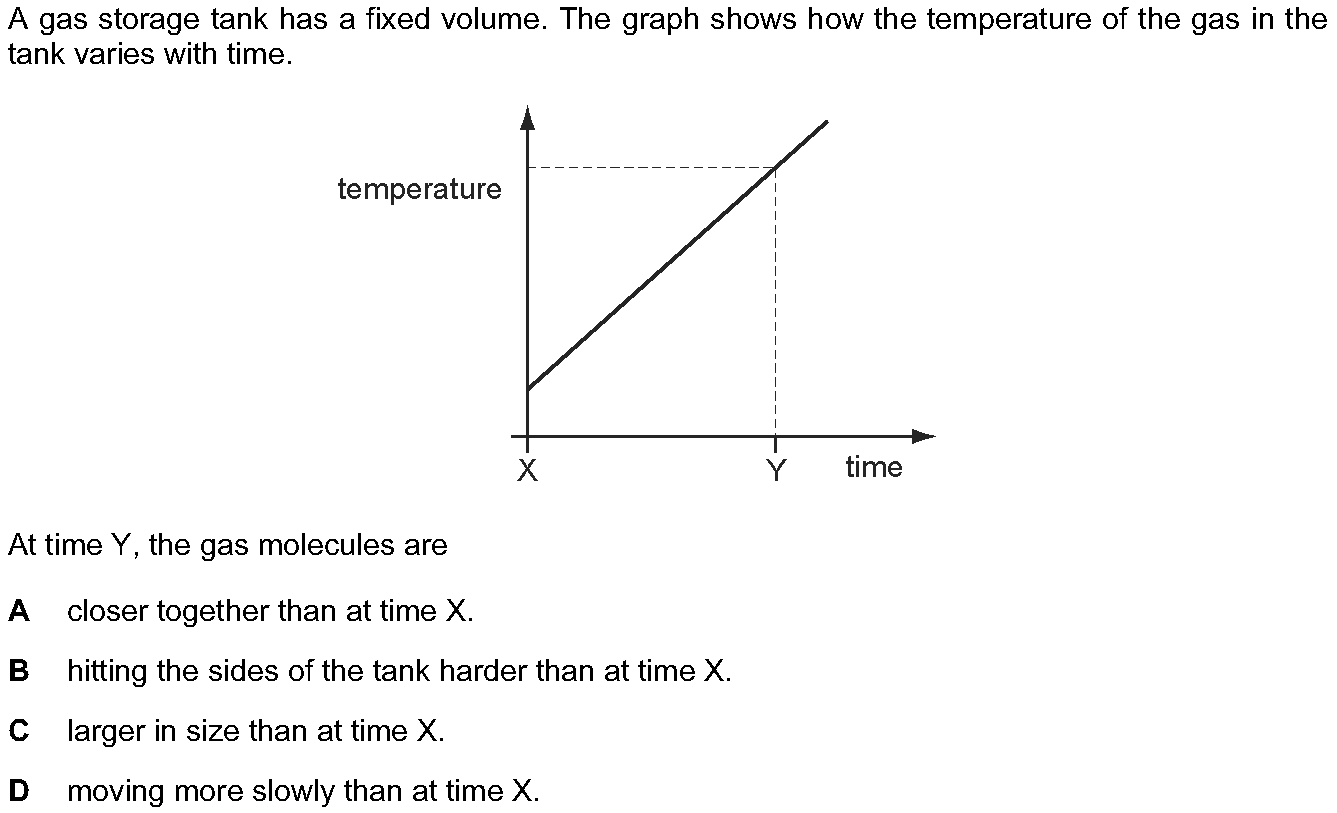 A gas storage tank has a fixed volume. The graph shows how the temperature of the gas in the
tank varies with time.
temperature
X
Y
time
At time Y, the gas molecules are
A closer together than at time X.
B hitting the sides of the tank harder than at time X.
C larger in size than at time X.
D moving more slowly than at time X.